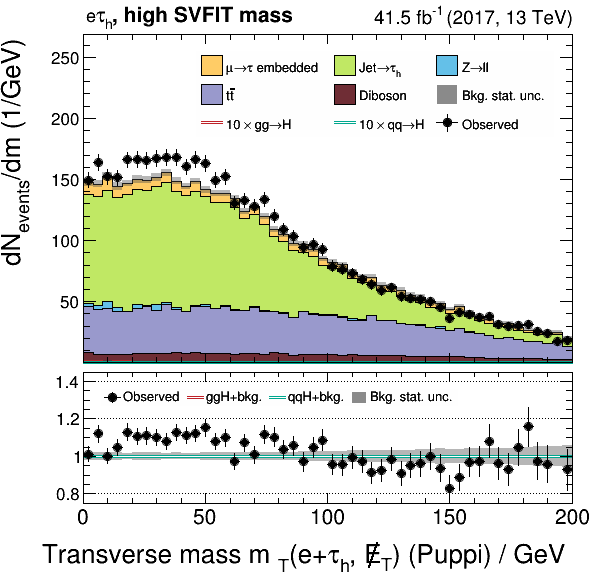 eτh, high SVFIT mass 41.5 fb-1 (2017, 13 TeV)
dNevents/dm (1/GeV)
250
200
150
100
50
μ→τ embedded Jet→τh Z→ll
tt̄ Diboson Bkg. stat. unc.
10 × gg→H 10 × qq→H Observed
1.4
1.2
1
0.8
Observed ggH+bkg. qqH+bkg. Bkg. stat. unc.
0 50 100 150 200
Transverse mass m T(e+τh, E̸T) (Puppi) / GeV